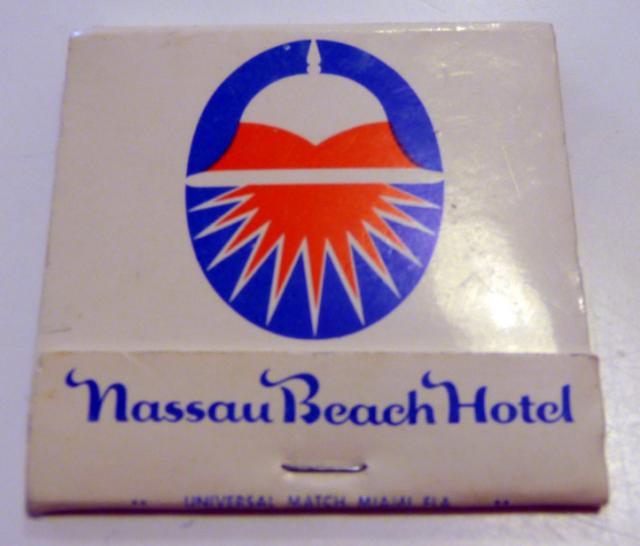 Nassau Beach Hotel
UNIVERSAL MATCH MIAMI FLA